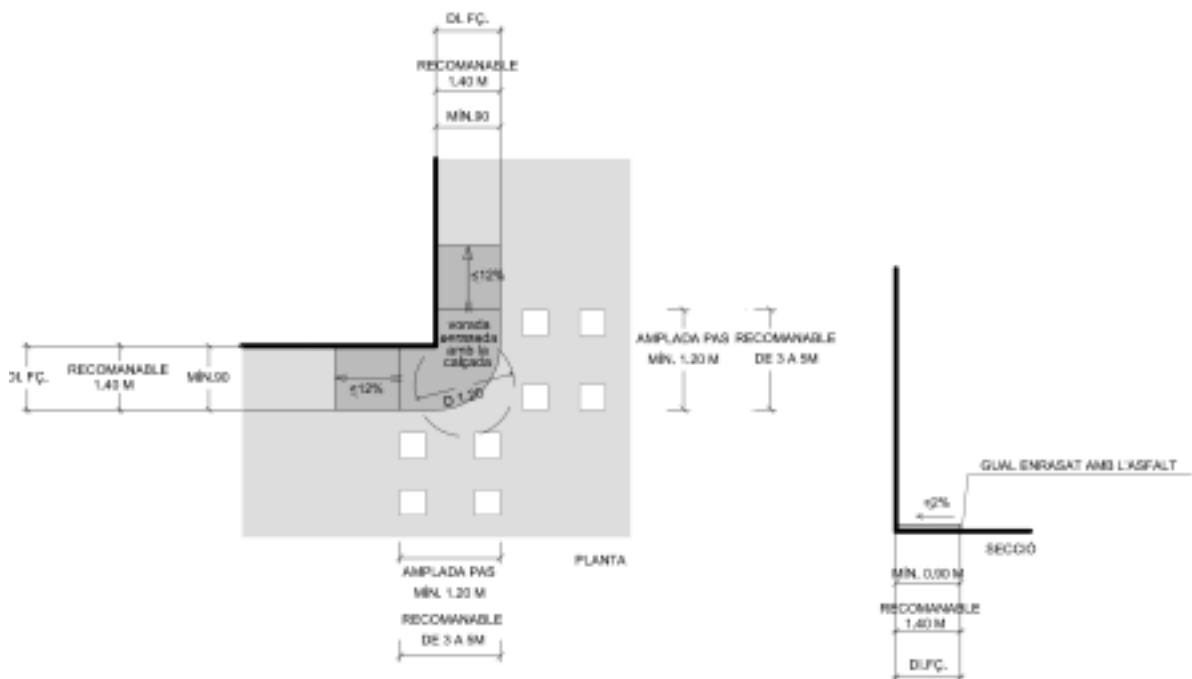 DI. FÇ.
RECOMANABLE
1.40 M
MÍN.90
≤12%
vorada
enrasada
amb la
calçada
AMPLADA PAS
MÍN. 1.20 M
RECOMANABLE
DE 3 A 5M
DI. FÇ.
RECOMANABLE
1.40 M
MÍN.90
≤12%
D 1.20
GUAL ENRASAT AMB L'ASFALT
≤2%
SECCIÓ
PLANTA
AMPLADA PAS
MÍN. 1.20 M
RECOMANABLE
DE 3 A 5M
MÍN. 0.90 M
RECOMANABLE
1.40 M
DI.FÇ.